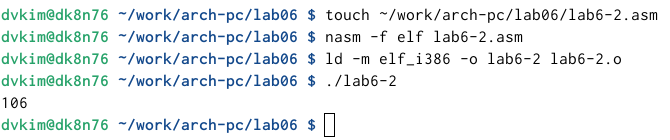 dvkim@dk8n76 ~/work/arch-pc/lab06 $ touch ~/work/arch-pc/lab06/lab6-2.asm
dvkim@dk8n76 ~/work/arch-pc/lab06 $ nasm -f elf lab6-2.asm
dvkim@dk8n76 ~/work/arch-pc/lab06 $ ld -m elf_i386 -o lab6-2 lab6-2.o
dvkim@dk8n76 ~/work/arch-pc/lab06 $ ./lab6-2
106
dvkim@dk8n76 ~/work/arch-pc/lab06 $